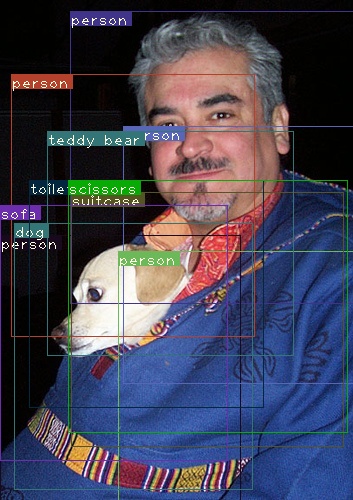 person
person
rson
teddy bear
toile
scissors
suitcase
sofa
dog
person
person